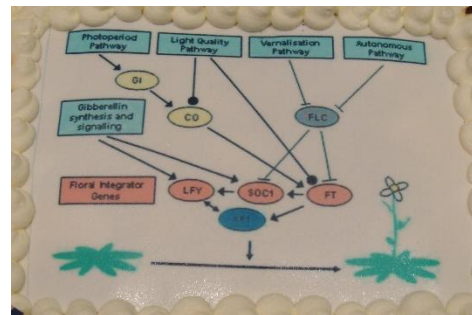 Photoperiod
Pathway
Light Quality
Pathway
Vernalisation
Pathway
Autonomous
Pathway
GI
CO
FLC
Gibberellin
synthesis and
signalling
Floral Integrator
Genes
LFY
SOC1
FT
AP1